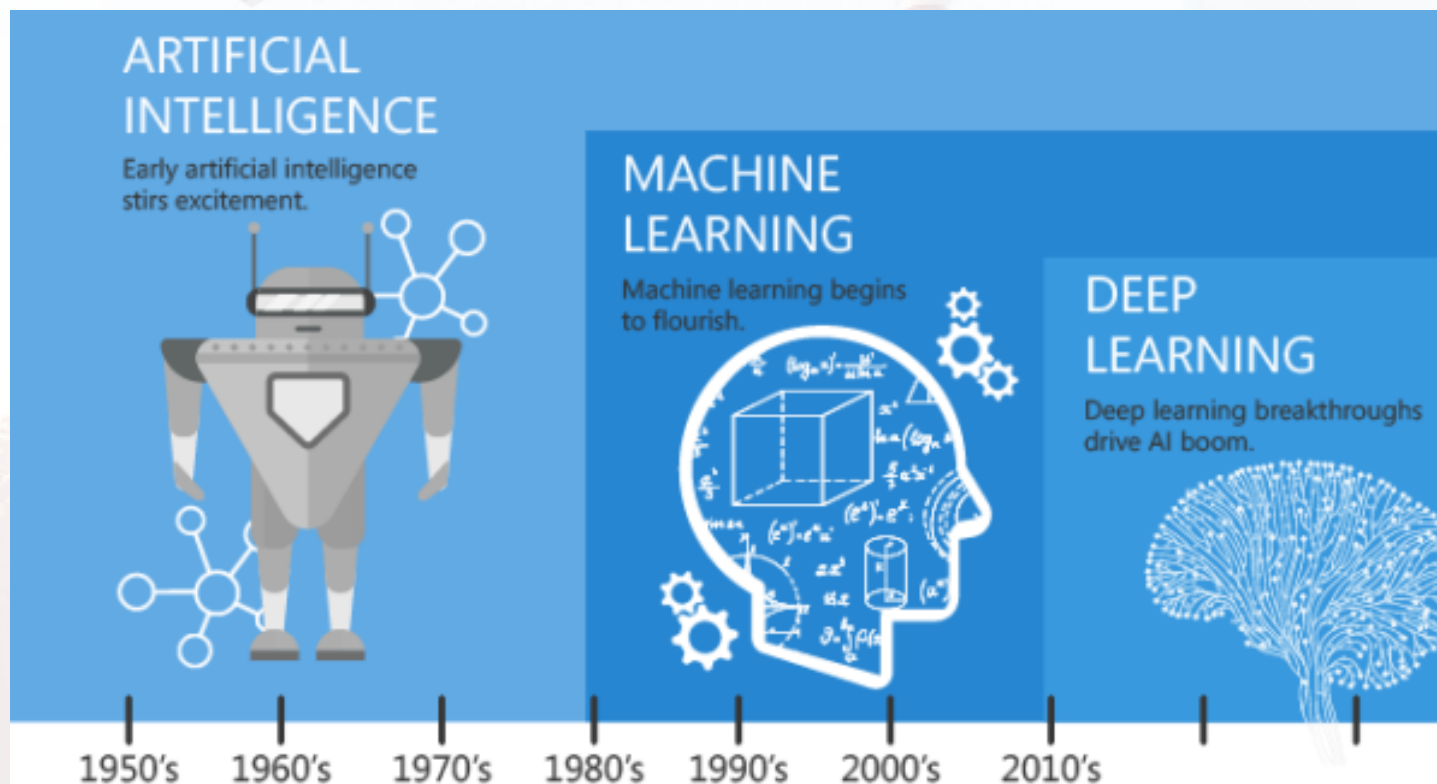 ARTIFICIAL
INTELLIGENCE
Early artificial intelligence
stirs excitement.
MACHINE
LEARNING
Machine learning begins
to flourish.
DEEP
LEARNING
Deep learning breakthroughs
drive AI boom.
1950's 1960's 1970's 1980's 1990's 2000's 2010's